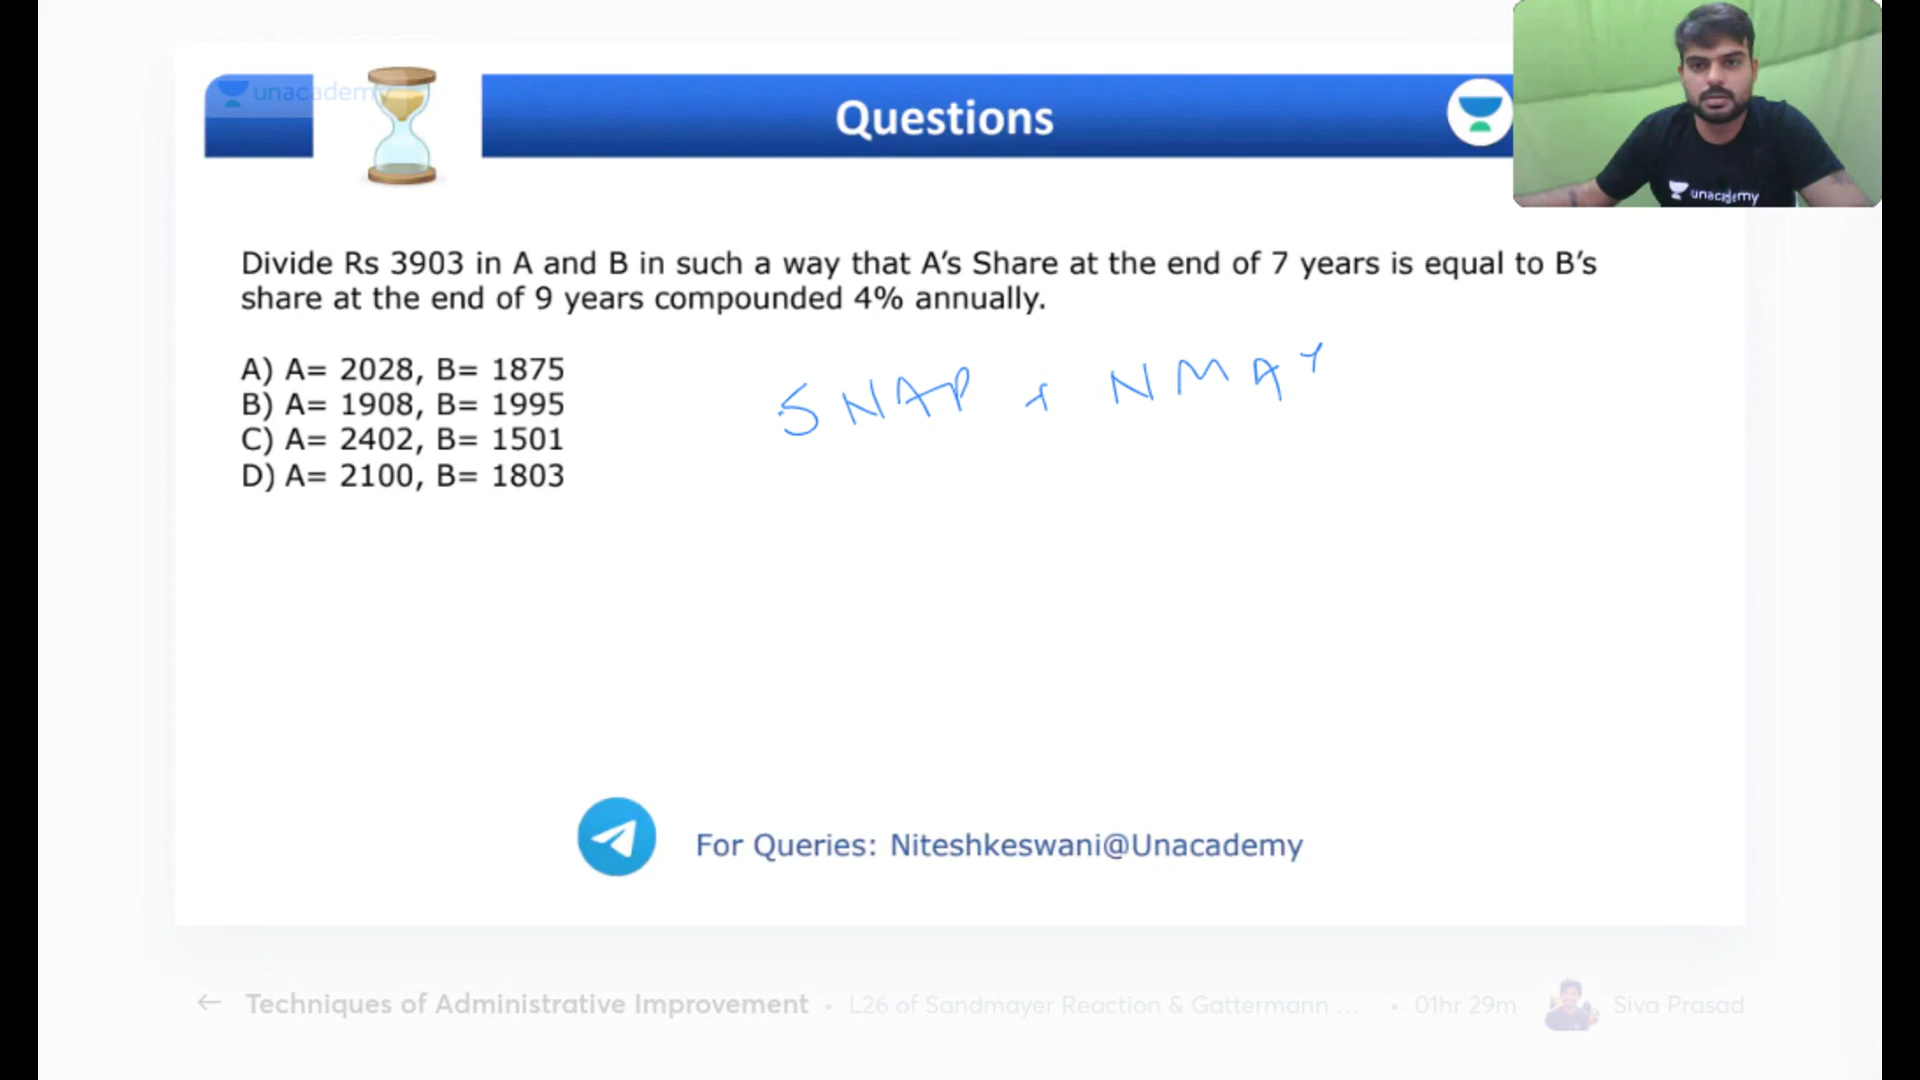 unacademy
Questions
unacademy
Divide Rs 3903 in A and B in such a way that A’s Share at the end of 7 years is equal to B’s
share at the end of 9 years compounded 4% annually.
A) A= 2028, B= 1875
B) A= 1908, B= 1995
C) A= 2402, B= 1501
D) A= 2100, B= 1803
SNAP + NMAT
For Queries: Niteshkeswani@Unacademy
← Techniques of Administrative Improvement • L26 of Sandmayer Reaction & Gattermann ... • 01hr 29m Siva Prasad